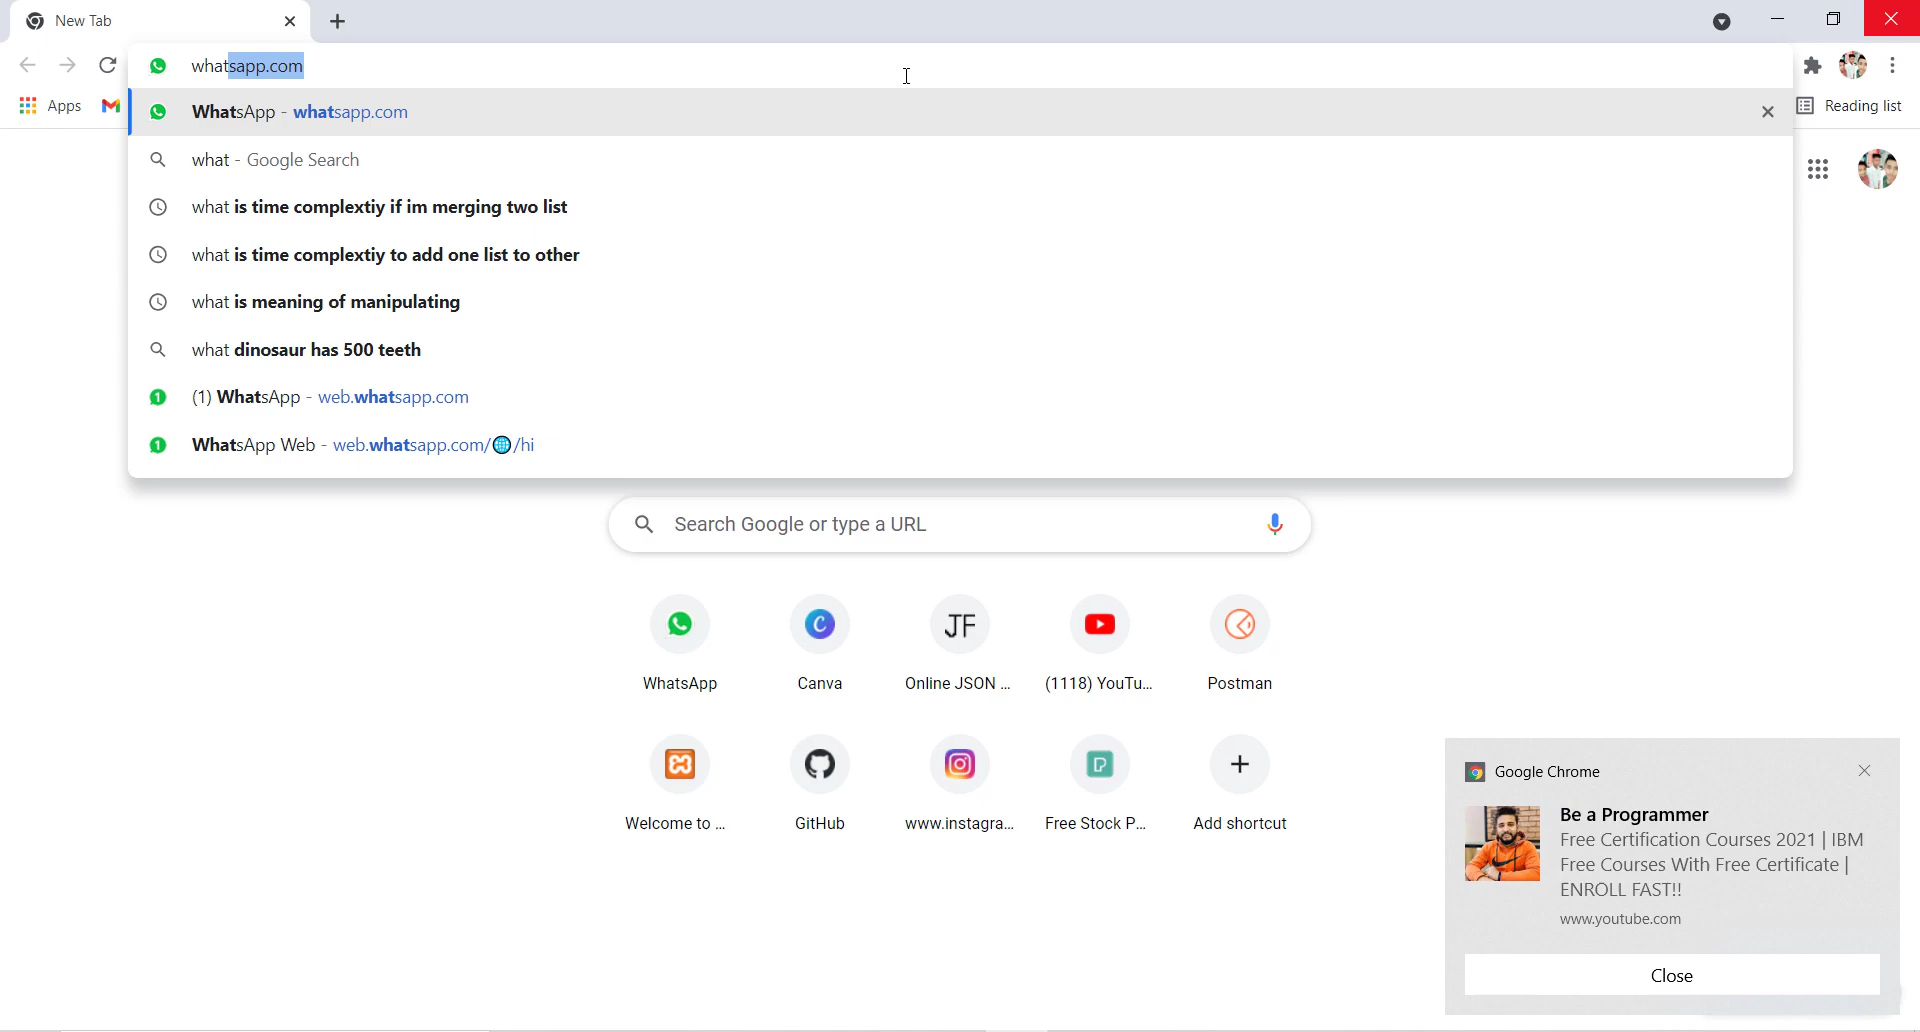 New Tab
whatsapp.com
Apps
Reading list
WhatsApp - whatsapp.com
what - Google Search
what is time complextiy if im merging two list
what is time complextiy to add one list to other
what is meaning of manipulating
what dinosaur has 500 teeth
(1) WhatsApp - web.whatsapp.com
WhatsApp Web - web.whatsapp.com/🌐/hi
Search Google or type a URL
JF
WhatsApp
Canva
Online JSON ...
(1118) YouTu...
Postman
Welcome to ...
GitHub
www.instagra...
Free Stock P...
Add shortcut
Google Chrome
Be a Programmer
Free Certification Courses 2021 | IBM
Free Courses With Free Certificate |
ENROLL FAST!!
www.youtube.com
Close